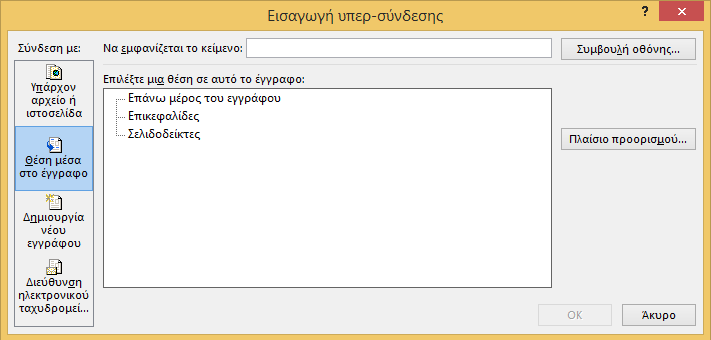 Εισαγωγή υπερ-σύνδεσης
?
Σύνδεση με:
Να εμφανίζεται το κείμενο:
Συμβουλή οθόνης...
Υπάρχον
αρχείο ή
ιστοσελίδα
Θέση μέσα
στο έγγραφο
Δημιουργία
νέου
εγγράφου
Διεύθυνση
ηλεκτρονικού
ταχυδρομεί...
Επιλέξτε μια θέση σε αυτό το έγγραφο:
Επάνω μέρος του εγγράφου
Επικεφαλίδες
Σελιδοδείκτες
Πλαίσιο προορισμού...
OK
Άκυρο